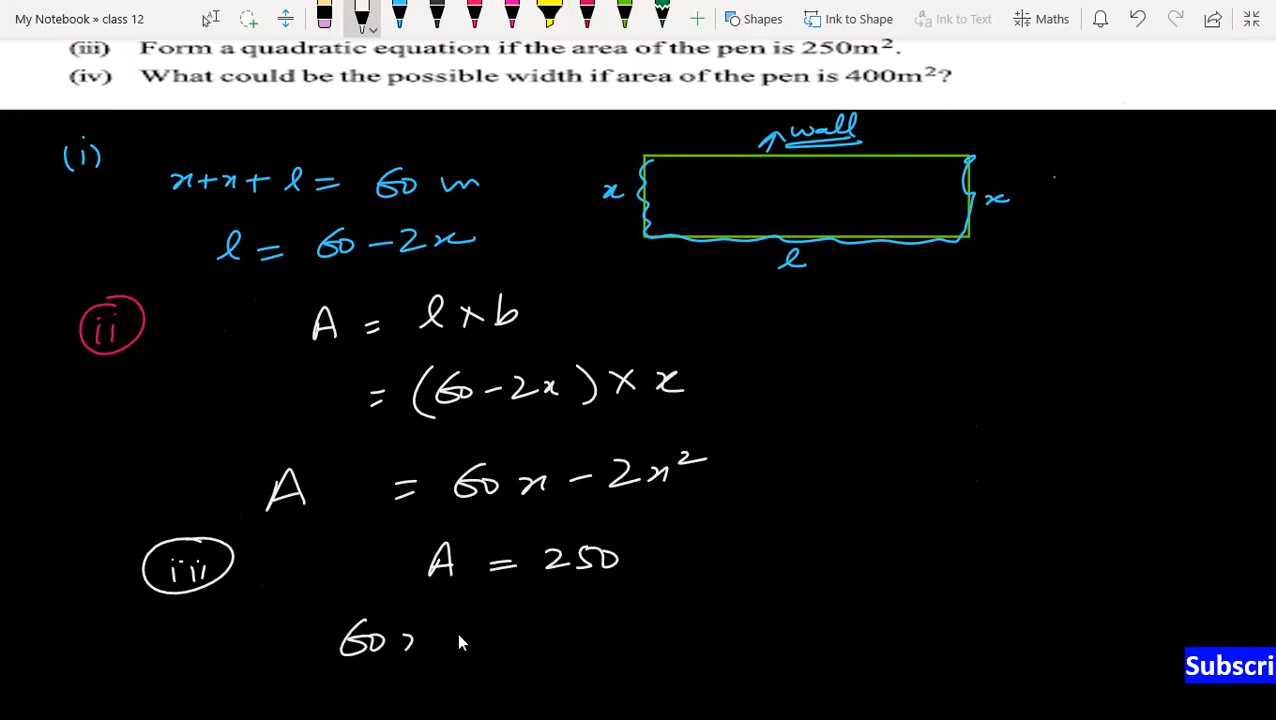 My Notebook » class 12
Shapes
Ink to Shape
Ink to Text
Maths
(iii) Form a quadratic equation if the area of the pen is 250m².
(iv) What could be the possible width if area of the pen is 400m²?
wall
(i)
x+x+ l = 60 m
x
x
l = 60-2x
l
ii
A = l×b
= (60-2x) × x
A = 60x - 2x²
iii
A = 250
60
Subscri